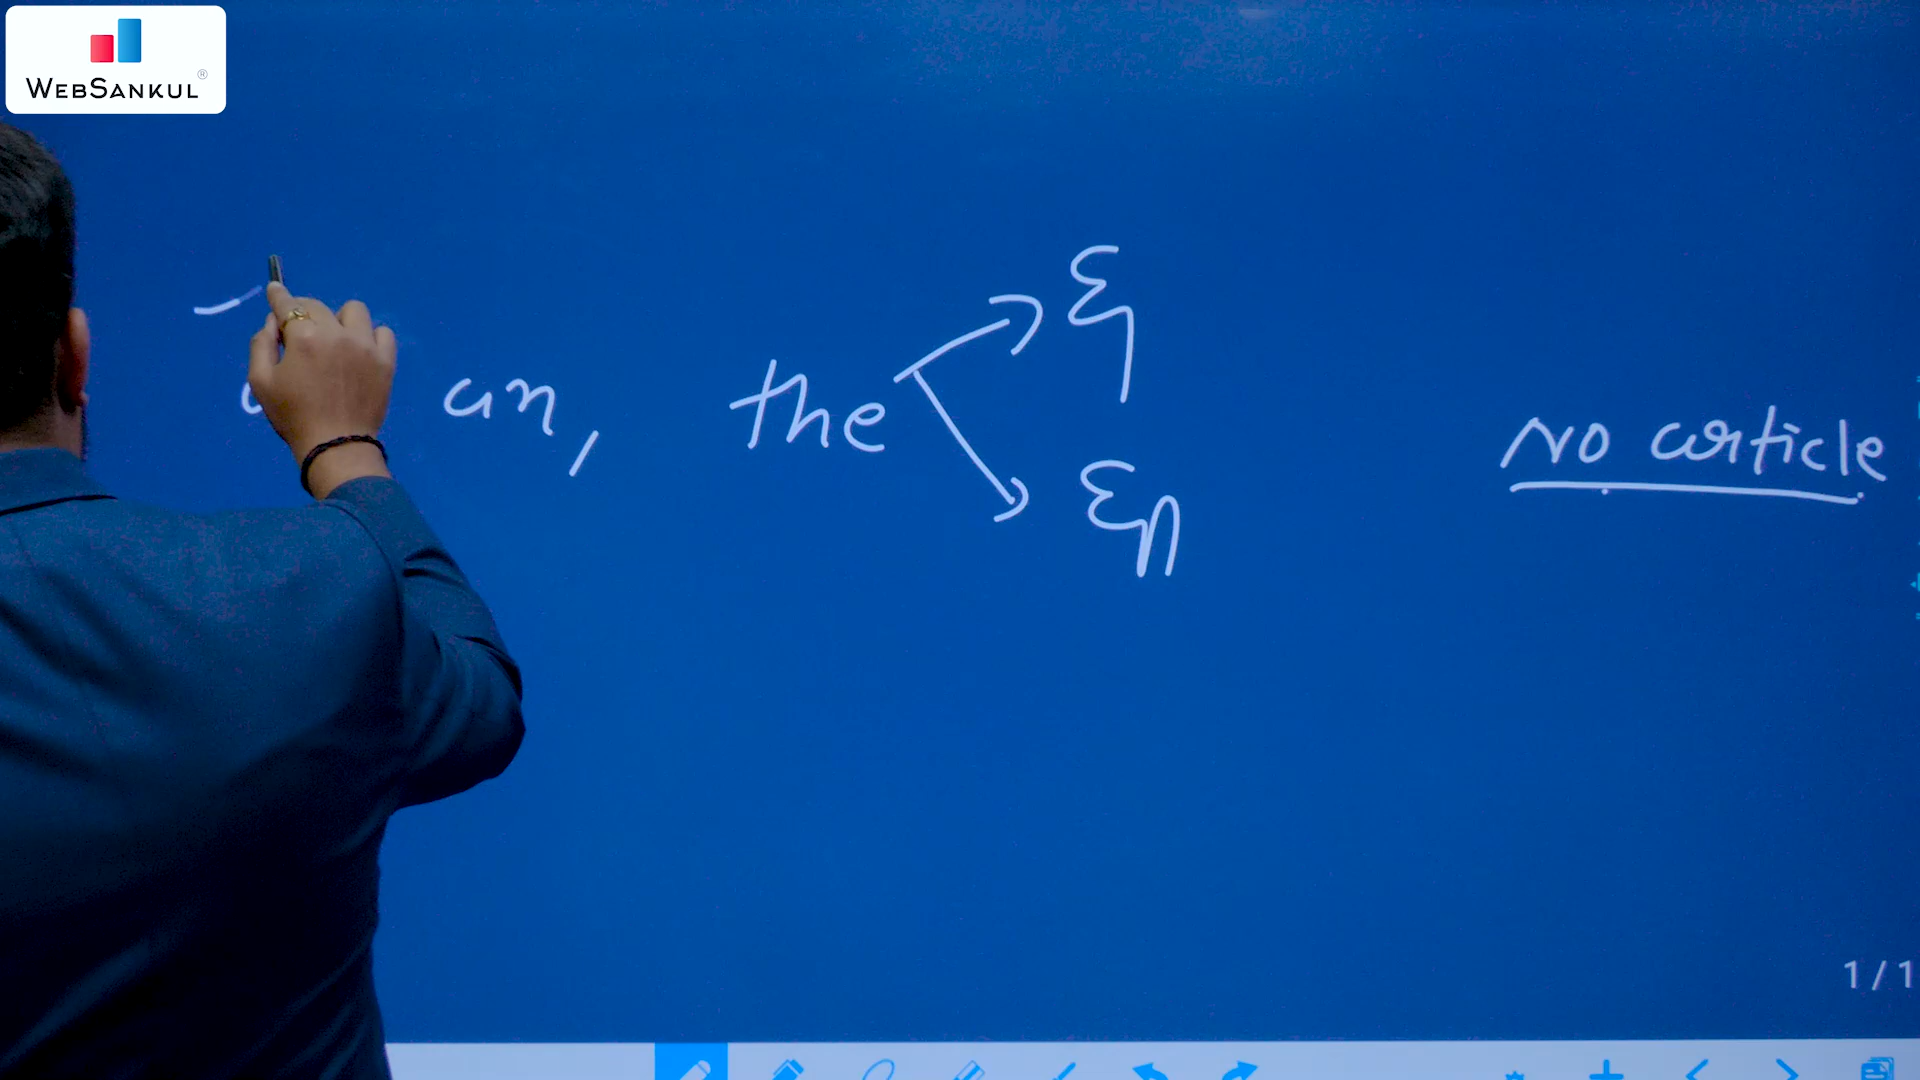 WEBSANKUL®
an, the ધ
ધી
No article
1/1